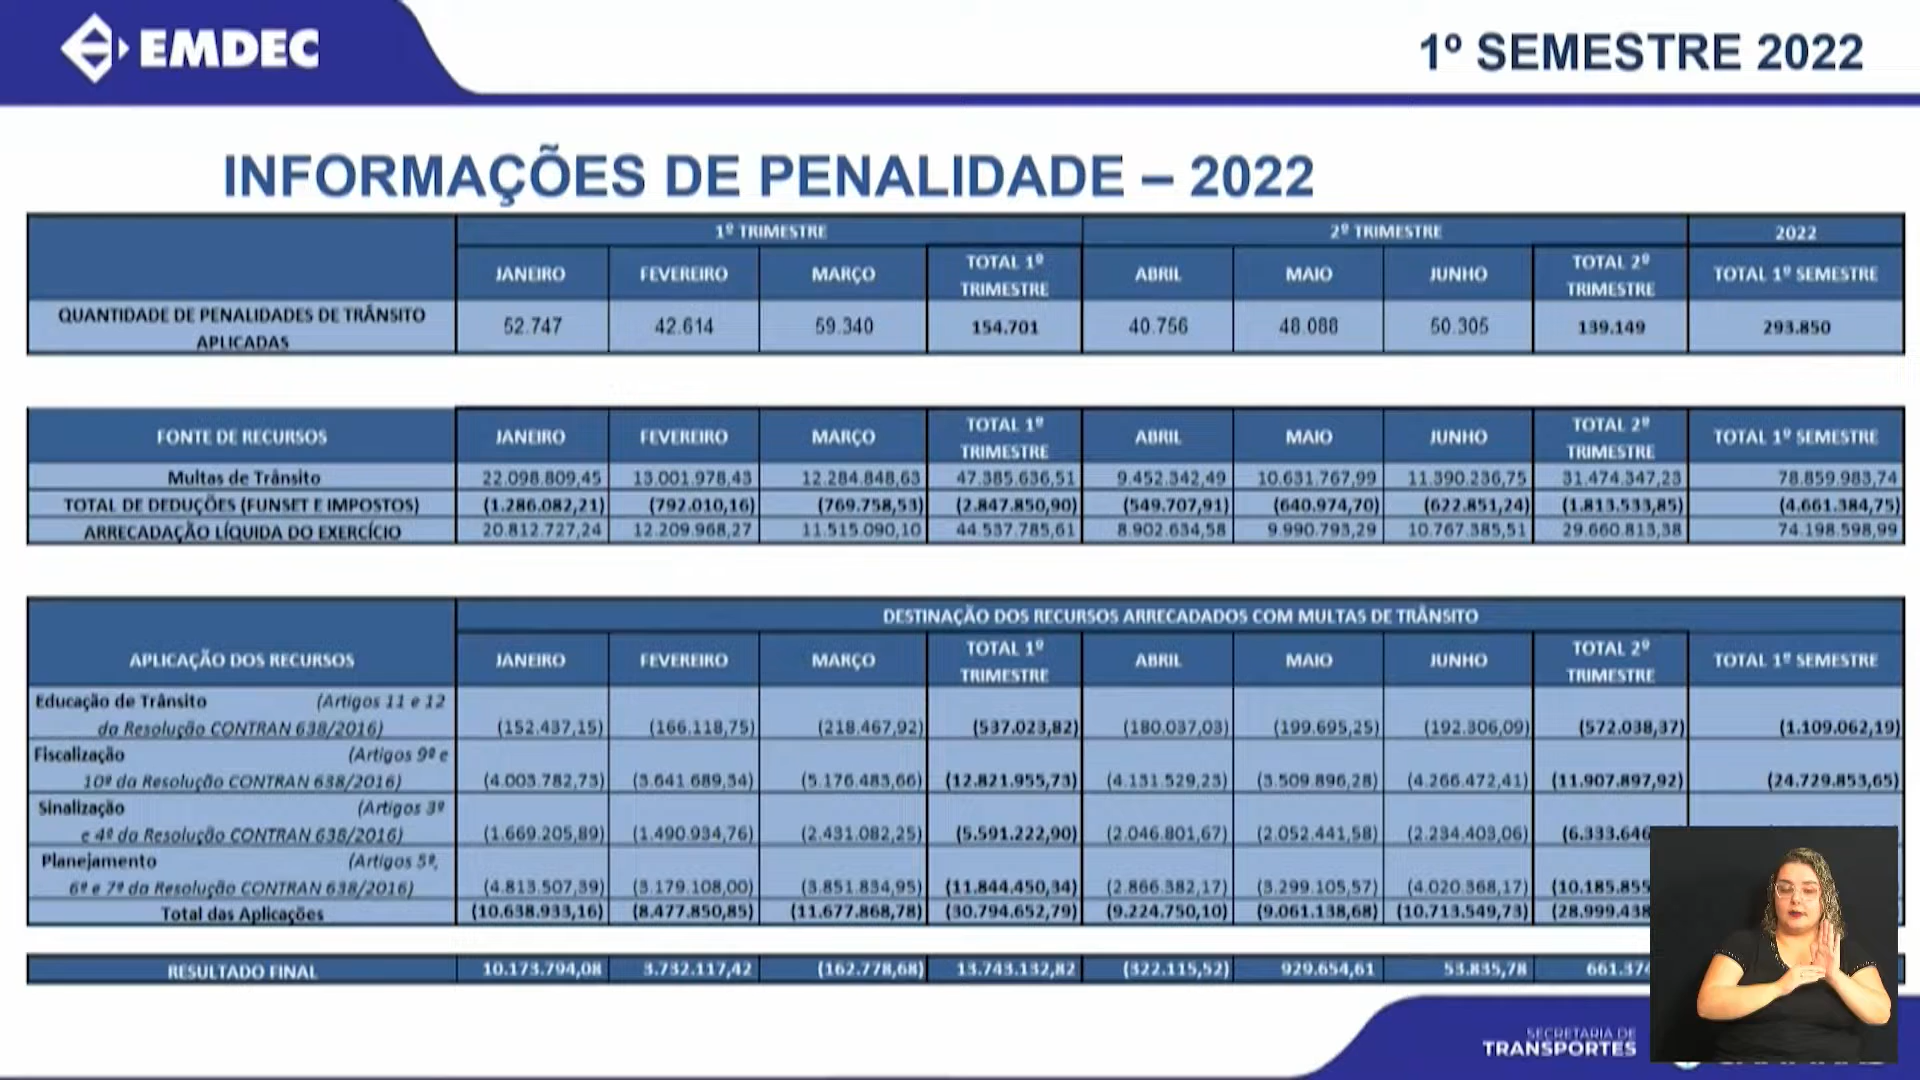 EMDEC
1º SEMESTRE 2022
INFORMAÇÕES DE PENALIDADE – 2022
1º TRIMESTRE 2º TRIMESTRE 2022
JANEIRO FEVEREIRO MARÇO TOTAL 1º TRIMESTRE ABRIL MAIO JUNHO TOTAL 2º TRIMESTRE TOTAL 1º SEMESTRE
QUANTIDADE DE PENALIDADES DE TRÂNSITO APLICADAS 52.747 42.614 59.340 154.701 40.756 48.088 50.305 139.149 293.850
FONTE DE RECURSOS JANEIRO FEVEREIRO MARÇO TOTAL 1º TRIMESTRE ABRIL MAIO JUNHO TOTAL 2º TRIMESTRE TOTAL 1º SEMESTRE
Multas de Trânsito 22.098.809,45 13.001.978,43 12.284.848,63 47.385.636,51 9.452.342,49 10.631.767,99 11.390.236,75 31.474.347,23 78.859.983,74
TOTAL DE DEDUÇÕES (FUNSET E IMPOSTOS) (1.286.082,21) (792.010,16) (769.758,53) (2.847.850,90) (549.707,91) (640.974,70) (622.851,24) (1.813.533,85) (4.661.384,75)
ARRECADAÇÃO LÍQUIDA DO EXERCÍCIO 20.812.727,24 12.209.968,27 11.515.090,10 44.537.785,61 8.902.634,58 9.990.793,29 10.767.385,51 29.660.813,38 74.198.598,99
DESTINAÇÃO DOS RECURSOS ARRECADADOS COM MULTAS DE TRÂNSITO
APLICAÇÃO DOS RECURSOS JANEIRO FEVEREIRO MARÇO TOTAL 1º TRIMESTRE ABRIL MAIO JUNHO TOTAL 2º TRIMESTRE TOTAL 1º SEMESTRE
Educação de Trânsito (Artigos 11 e 12
da Resolução CONTRAN 638/2016) (152.437,15) (166.118,75) (218.467,92) (537.023,82) (180.037,03) (199.695,25) (192.306,09) (572.038,37) (1.109.062,19)
Fiscalização (Artigos 9º e
10º da Resolução CONTRAN 638/2016) (4.003.782,73) (3.641.689,34) (5.176.483,66) (12.821.955,73) (4.131.529,23) (3.509.896,28) (4.266.472,41) (11.907.897,92) (24.729.853,65)
Sinalização (Artigos 3º
e 4º da Resolução CONTRAN 638/2016) (1.669.205,89) (1.490.934,76) (2.431.082,25) (5.591.222,90) (2.046.801,67) (2.052.441,58) (2.234.403,06) (6.333.646
Planejamento (Artigos 5º,
6º e 7º da Resolução CONTRAN 638/2016) (4.813.507,39) (3.179.108,00) (3.851.834,95) (11.844.450,34) (2.866.382,17) (3.299.105,57) (4.020.368,17) (10.185.855
Total das Aplicações (10.638.933,16) (8.477.850,85) (11.677.868,78) (30.794.652,79) (9.224.750,10) (9.061.138,68) (10.713.549,73) (28.999.438
RESULTADO FINAL 10.173.794,08 3.732.117,42 (162.778,68) 13.743.132,82 (322.115,52) 929.654,61 53.835,78 661.374
SECRETARIA DE
TRANSPORTES